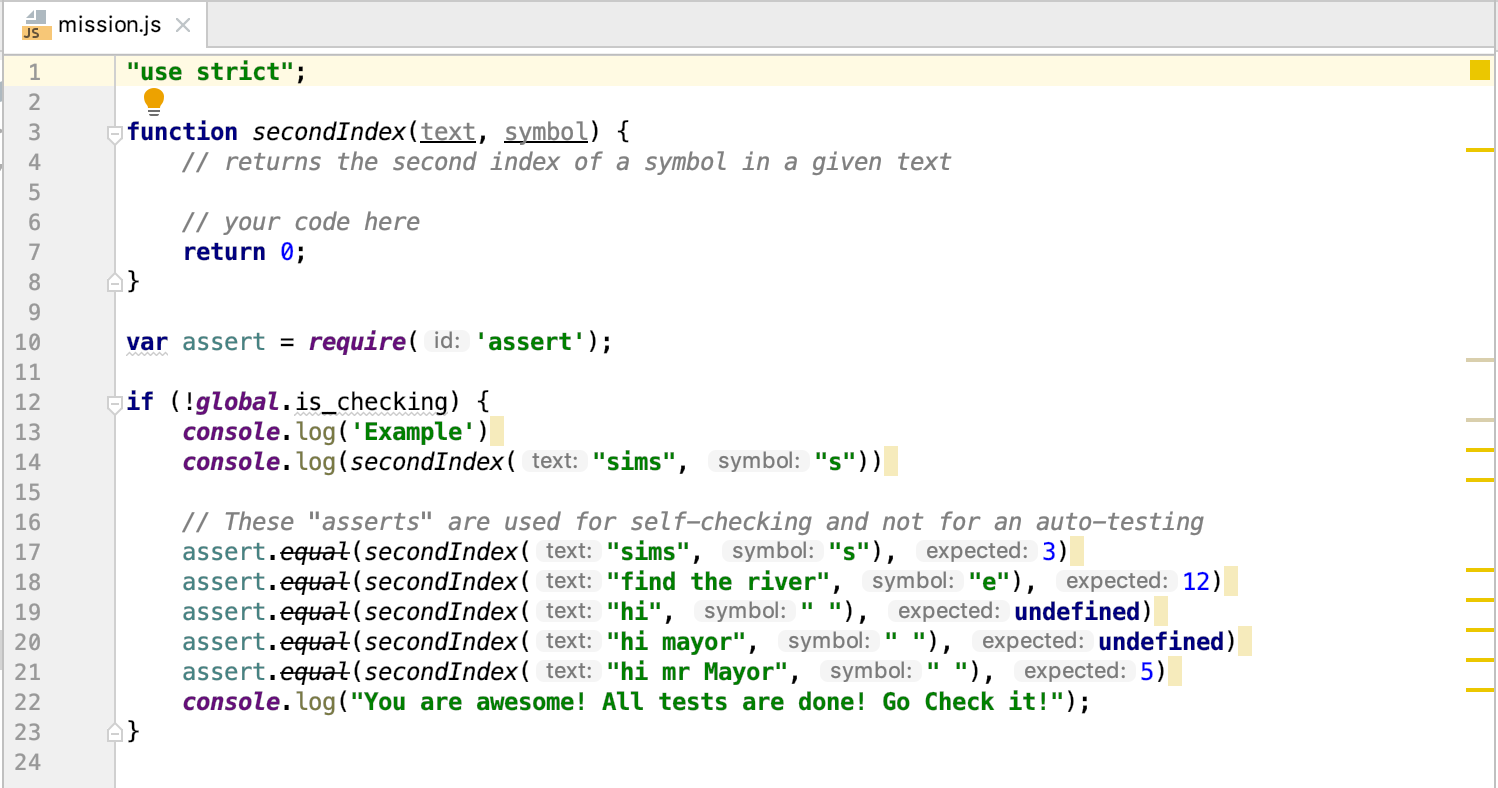 JS mission.js
1 "use strict";
2
3 function secondIndex(text, symbol) {
4     // returns the second index of a symbol in a given text
5
6     // your code here
7     return 0;
8 }
9
10 var assert = require( id: 'assert');
11
12 if (!global.is_checking) {
13     console.log('Example')
14     console.log(secondIndex( text: "sims", symbol: "s"))
15
16     // These "asserts" are used for self-checking and not for an auto-testing
17     assert.equal(secondIndex( text: "sims", symbol: "s"), expected: 3)
18     assert.equal(secondIndex( text: "find the river", symbol: "e"), expected: 12)
19     assert.equal(secondIndex( text: "hi", symbol: " "), expected: undefined)
20     assert.equal(secondIndex( text: "hi mayor", symbol: " "), expected: undefined)
21     assert.equal(secondIndex( text: "hi mr Mayor", symbol: " "), expected: 5)
22     console.log("You are awesome! All tests are done! Go Check it!");
23 }
24